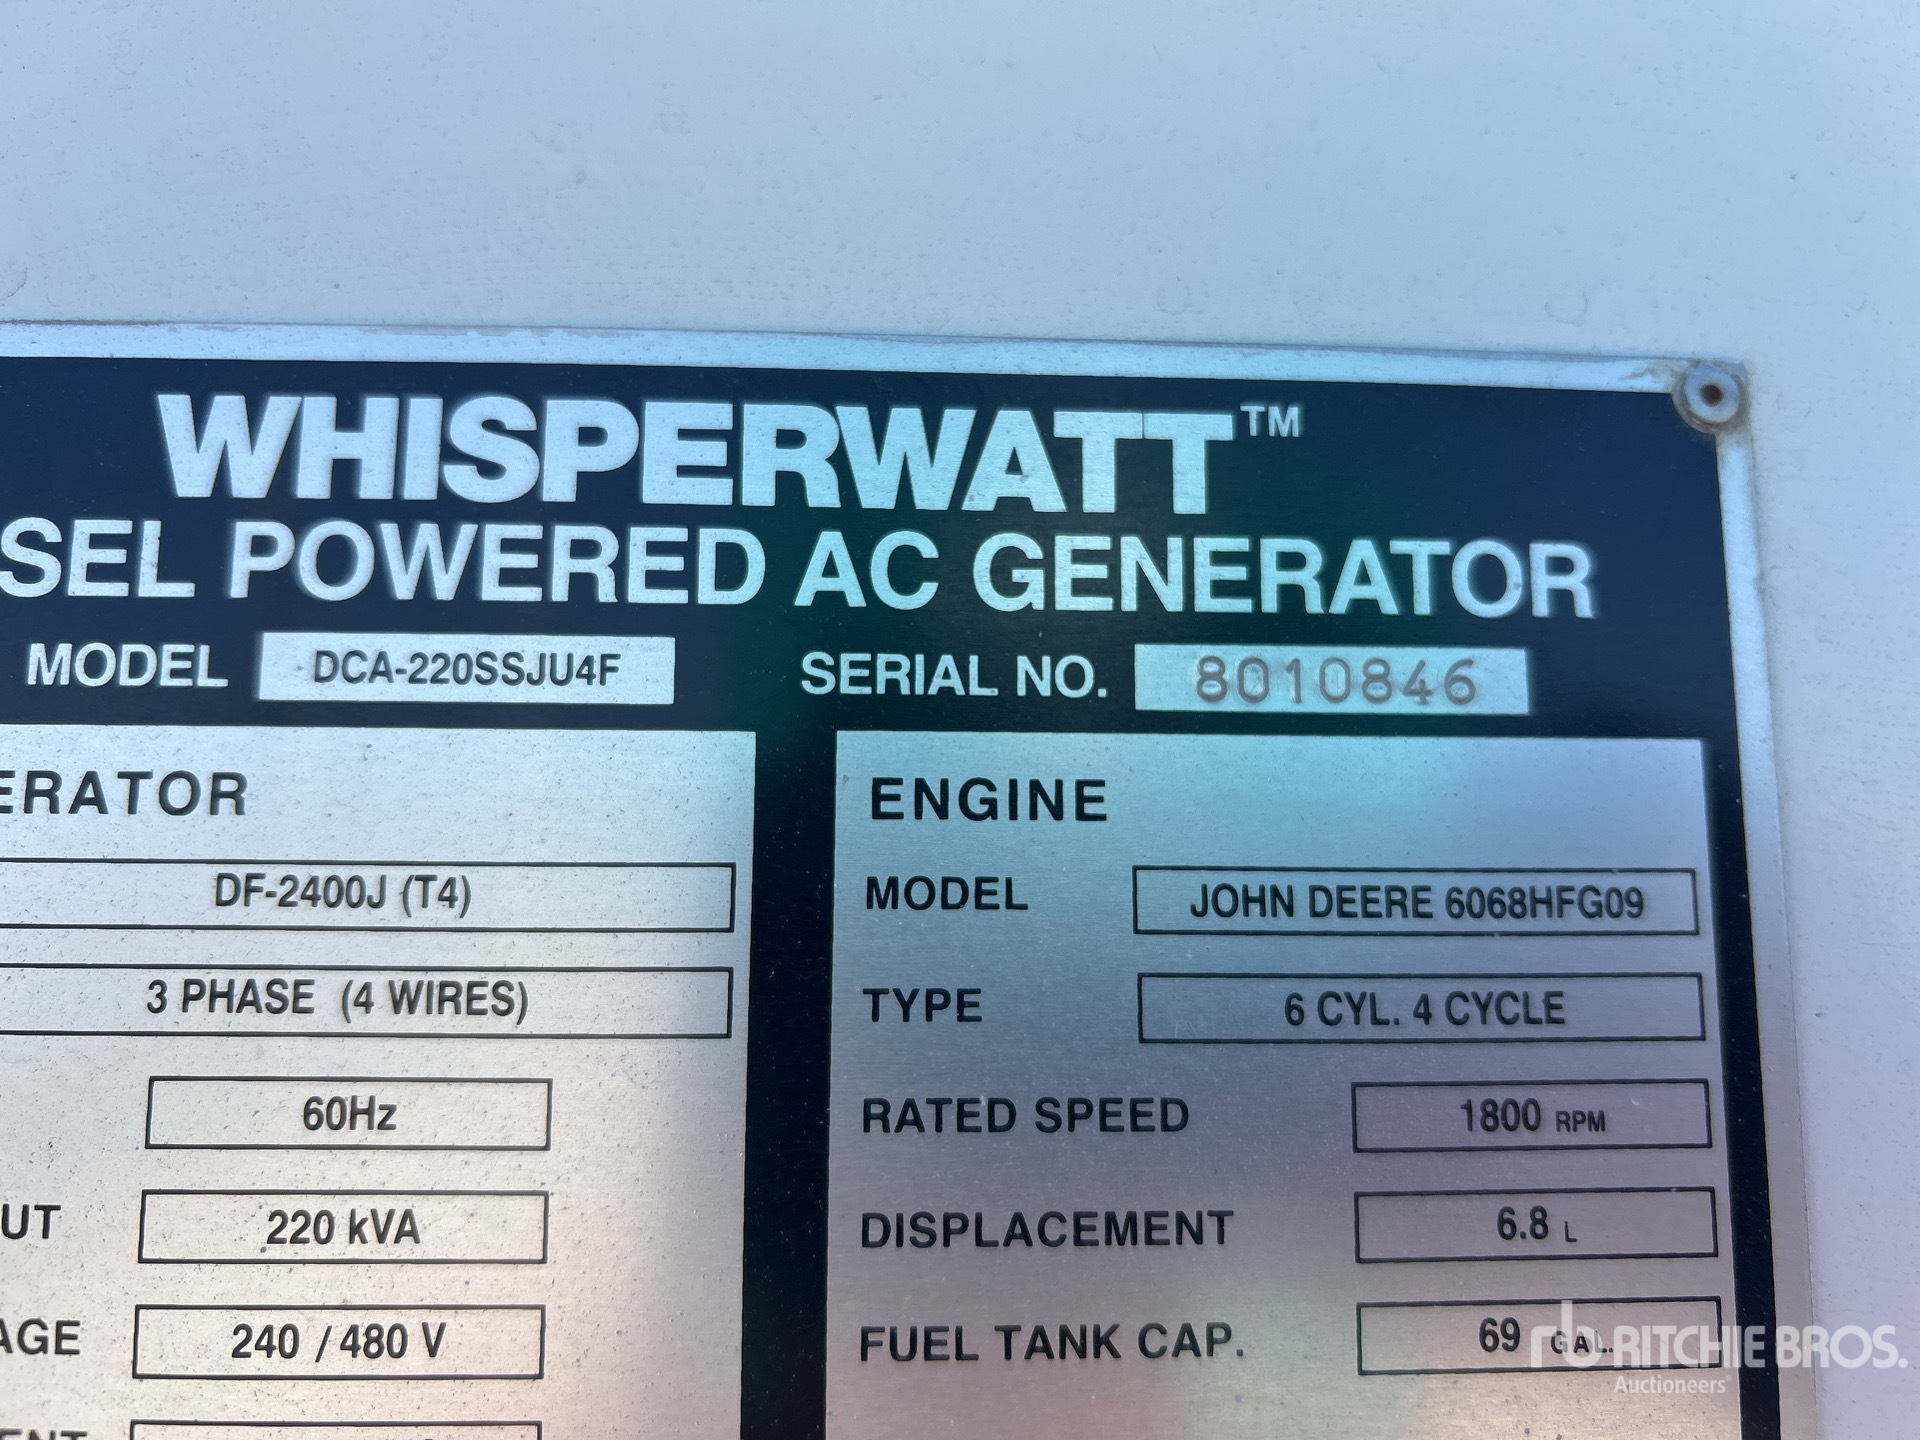 WHISPERWATT™
SEL POWERED AC GENERATOR
MODEL DCA-220SSJU4F SERIAL NO. 8010846
ERATOR
DF-2400J (T4)
3 PHASE (4 WIRES)
60Hz
UT 220 kVA
AGE 240 / 480 V
ENT
ENGINE
MODEL JOHN DEERE 6068HFG09
TYPE 6 CYL. 4 CYCLE
RATED SPEED 1800 RPM
DISPLACEMENT 6.8 L
FUEL TANK CAP. 69 GAL.
rb RITCHIE BROS.
Auctioneers